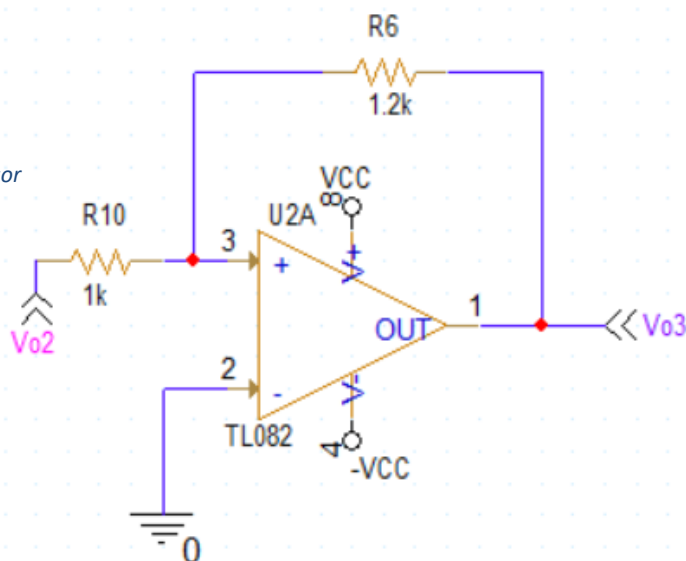 R6
1.2k
or
VCC
8
U2A
R10
3
+
V+
1k
1
OUT
Vo2
Vo3
2
-
V-
TL082
4
-VCC
0